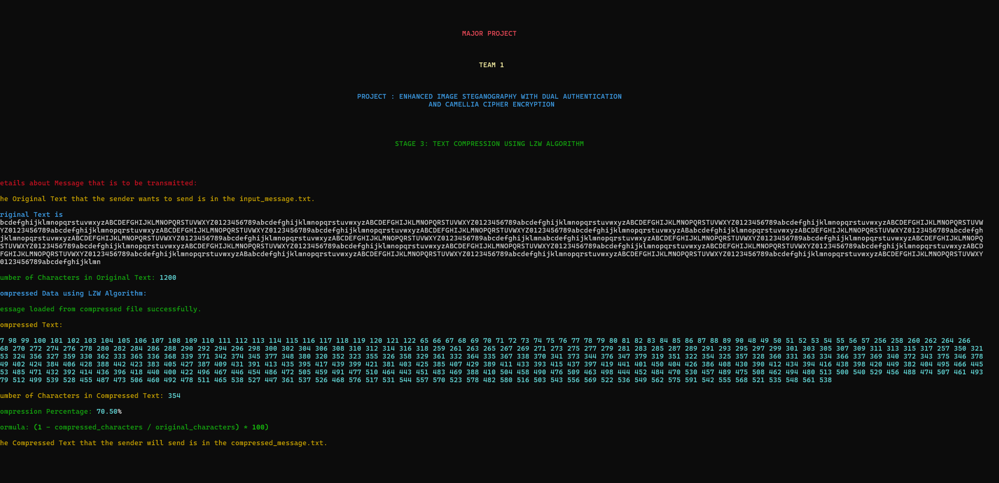 MAJOR PROJECT
TEAM 1
PROJECT : ENHANCED IMAGE STEGANOGRAPHY WITH DUAL AUTHENTICATION
AND CAMELLIA CIPHER ENCRYPTION
STAGE 3: TEXT COMPRESSION USING LZW ALGORITHM
etails about Message that is to be transmitted:
he Original Text that the sender wants to send is in the input_message.txt.
riginal Text is
bcdefghijklmnopqrstuvwxyzABCDEFGHIJKLMNOPQRSTUVWXYZ0123456789abcdefghijklmnopqrstuvwxyzABCDEFGHIJKLMNOPQRSTUVWXYZ0123456789abcdefghijklmnopqrstuvwxyzABCDEFGHIJKLMNOPQRSTUVWXYZ0123456789abcdefghijklmnopqrstuvwxyzABCDEFGHIJKLMNOPQRSTUVW
YZ0123456789abcdefghijklmnopqrstuvwxyzABCDEFGHIJKLMNOPQRSTUVWXYZ0123456789abcdefghijklmnopqrstuvwxyzABCDEFGHIJKLMNOPQRSTUVWXYZ0123456789abcdefghijklmnopqrstuvwxyzABabcdefghijklmnopqrstuvwxyzABCDEFGHIJKLMNOPQRSTUVWXYZ0123456789abcdefgh
jklmnopqrstuvwxyzABCDEFGHIJKLMNOPQRSTUVWXYZ0123456789abcdefghijklmnopqrstuvwxyzABCDEFGHIJKLMNOPQRSTUVWXYZ0123456789abcdefghijklmnabcdefghijklmnopqrstuvwxyzABCDEFGHIJKLMNOPQRSTUVWXYZ0123456789abcdefghijklmnopqrstuvwxyzABCDEFGHIJKLMNOPQ
STUVWXYZ0123456789abcdefghijklmnopqrstuvwxyzABCDEFGHIJKLMNOPQRSTUVWXYZ0123456789abcdefghijklmnopqrstuvwxyzABCDEFGHIJKLMNOPQRSTUVWXYZ0123456789abcdefghijklmnopqrstuvwxyzABCDEFGHIJKLMNOPQRSTUVWXYZ0123456789abcdefghijklmnopqrstuvwxyzABCD
FGHIJKLMNOPQRSTUVWXYZ0123456789abcdefghijklmnopqrstuvwxyzABabcdefghijklmnopqrstuvwxyzABCDEFGHIJKLMNOPQRSTUVWXYZ0123456789abcdefghijklmnopqrstuvwxyzABCDEFGHIJKLMNOPQRSTUVWXYZ0123456789abcdefghijklmnopqrstuvwxyzABCDEFGHIJKLMNOPQRSTUVWXY
0123456789abcdefghijklmn
umber of Characters in Original Text: 1200
ompressed Data using LZW Algorithm:
essage loaded from compressed file successfully.
ompressed Text:
7 98 99 100 101 102 103 104 105 106 107 108 109 110 111 112 113 114 115 116 117 118 119 120 121 122 65 66 67 68 69 70 71 72 73 74 75 76 77 78 79 80 81 82 83 84 85 86 87 88 89 90 48 49 50 51 52 53 54 55 56 57 256 258 260 262 264 266
68 270 272 274 276 278 280 282 284 286 288 290 292 294 296 298 300 302 304 306 308 310 312 314 316 318 259 261 263 265 267 269 271 273 275 277 279 281 283 285 287 289 291 293 295 297 299 301 303 305 307 309 311 313 315 317 257 350 321
53 324 356 327 359 330 362 333 365 336 368 339 371 342 374 345 377 348 380 320 352 323 355 326 358 329 361 332 364 335 367 338 370 341 373 344 376 347 379 319 351 322 354 325 357 328 360 331 363 334 366 337 369 340 372 343 375 346 378
49 402 424 384 406 428 388 442 423 383 405 427 387 409 431 391 413 435 395 417 439 399 421 381 403 425 385 407 429 389 411 433 393 415 437 397 419 441 401 450 404 426 386 408 430 390 412 434 394 416 438 398 420 449 382 404 495 466 445
53 485 471 432 392 414 436 396 418 440 400 422 496 467 446 454 486 472 505 459 491 477 510 464 443 451 483 469 388 410 504 458 490 476 509 463 498 444 452 484 470 530 457 489 475 508 462 494 480 513 500 540 529 456 488 474 507 461 493
79 512 499 539 528 455 487 473 506 460 492 478 511 465 538 527 447 361 537 526 468 576 517 531 544 557 570 523 578 482 580 516 503 543 556 569 522 536 549 562 575 591 542 555 568 521 535 548 561 538
umber of Characters in Compressed Text: 354
ompression Percentage: 70.50%
ormula: (1 - compressed_characters / original_characters) * 100)
he Compressed Text that the sender will send is in the compressed_message.txt.